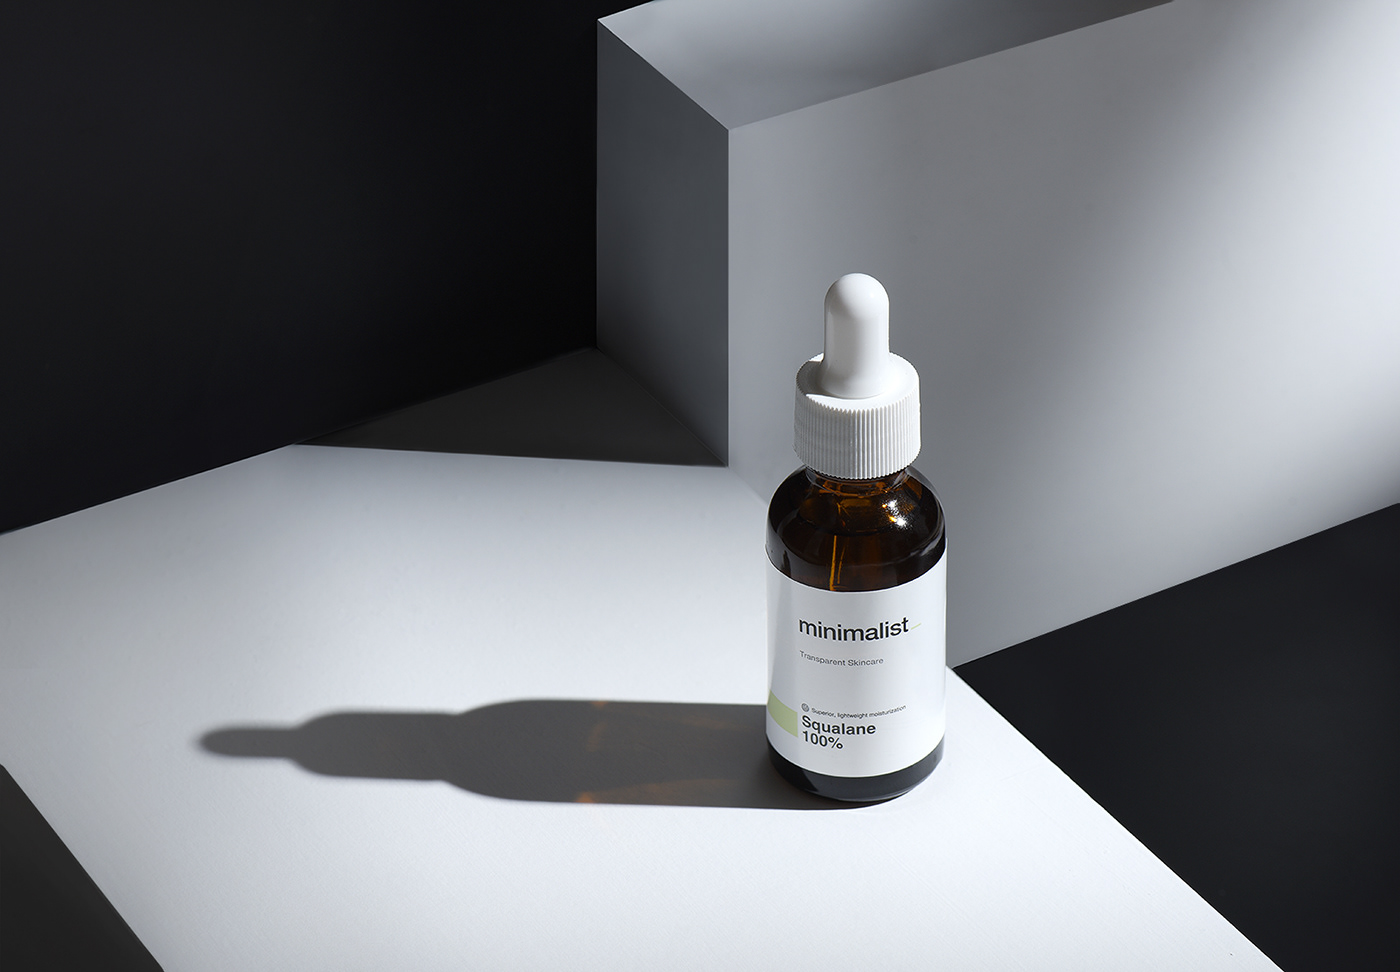 minimalist
Transparent Skincare
Superior, lightweight moisturization
Squalane
100%